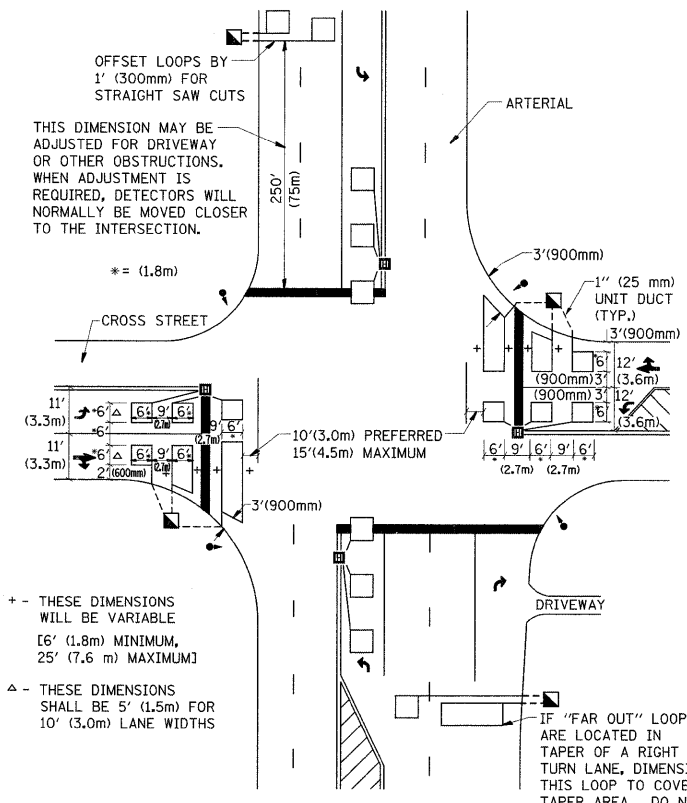 OFFSET LOOPS BY
1' (300mm) FOR
STRAIGHT SAW CUTS
ARTERIAL
THIS DIMENSION MAY BE
ADJUSTED FOR DRIVEWAY
OR OTHER OBSTRUCTIONS.
WHEN ADJUSTMENT IS
REQUIRED, DETECTORS WILL
NORMALLY BE MOVED CLOSER
TO THE INTERSECTION.
250'
(75m)
*= (1.8m)
3'(900mm)
1" (25 mm)
UNIT DUCT
(TYP.)
CROSS STREET
3'(900mm)
+ + + *6' 12'
(900mm) 3' (3.6m)
(900mm) 3' 12'
*6' (3.6m)
6' 9' 6' 9' 6'
* * *
(2.7m) (2.7m)
11'
(3.3m)
*6' △ 6' 9' 6'
(2.7m)
*6'
9' 6'
(2.7m) *
11'
(3.3m)
*6' △ 6' 9' 6'
(2.7m)
2' (600mm) + + +
10'(3.0m) PREFERRED
15'(4.5m) MAXIMUM
3'(900mm)
+ - THESE DIMENSIONS
WILL BE VARIABLE
[6' (1.8m) MINIMUM,
25' (7.6 m) MAXIMUM]
△ - THESE DIMENSIONS
SHALL BE 5' (1.5m) FOR
10' (3.0m) LANE WIDTHS
DRIVEWAY
IF "FAR OUT" LOOP
ARE LOCATED IN
TAPER OF A RIGHT
TURN LANE, DIMENSI
THIS LOOP TO COVE
TAPER AREA. DO N